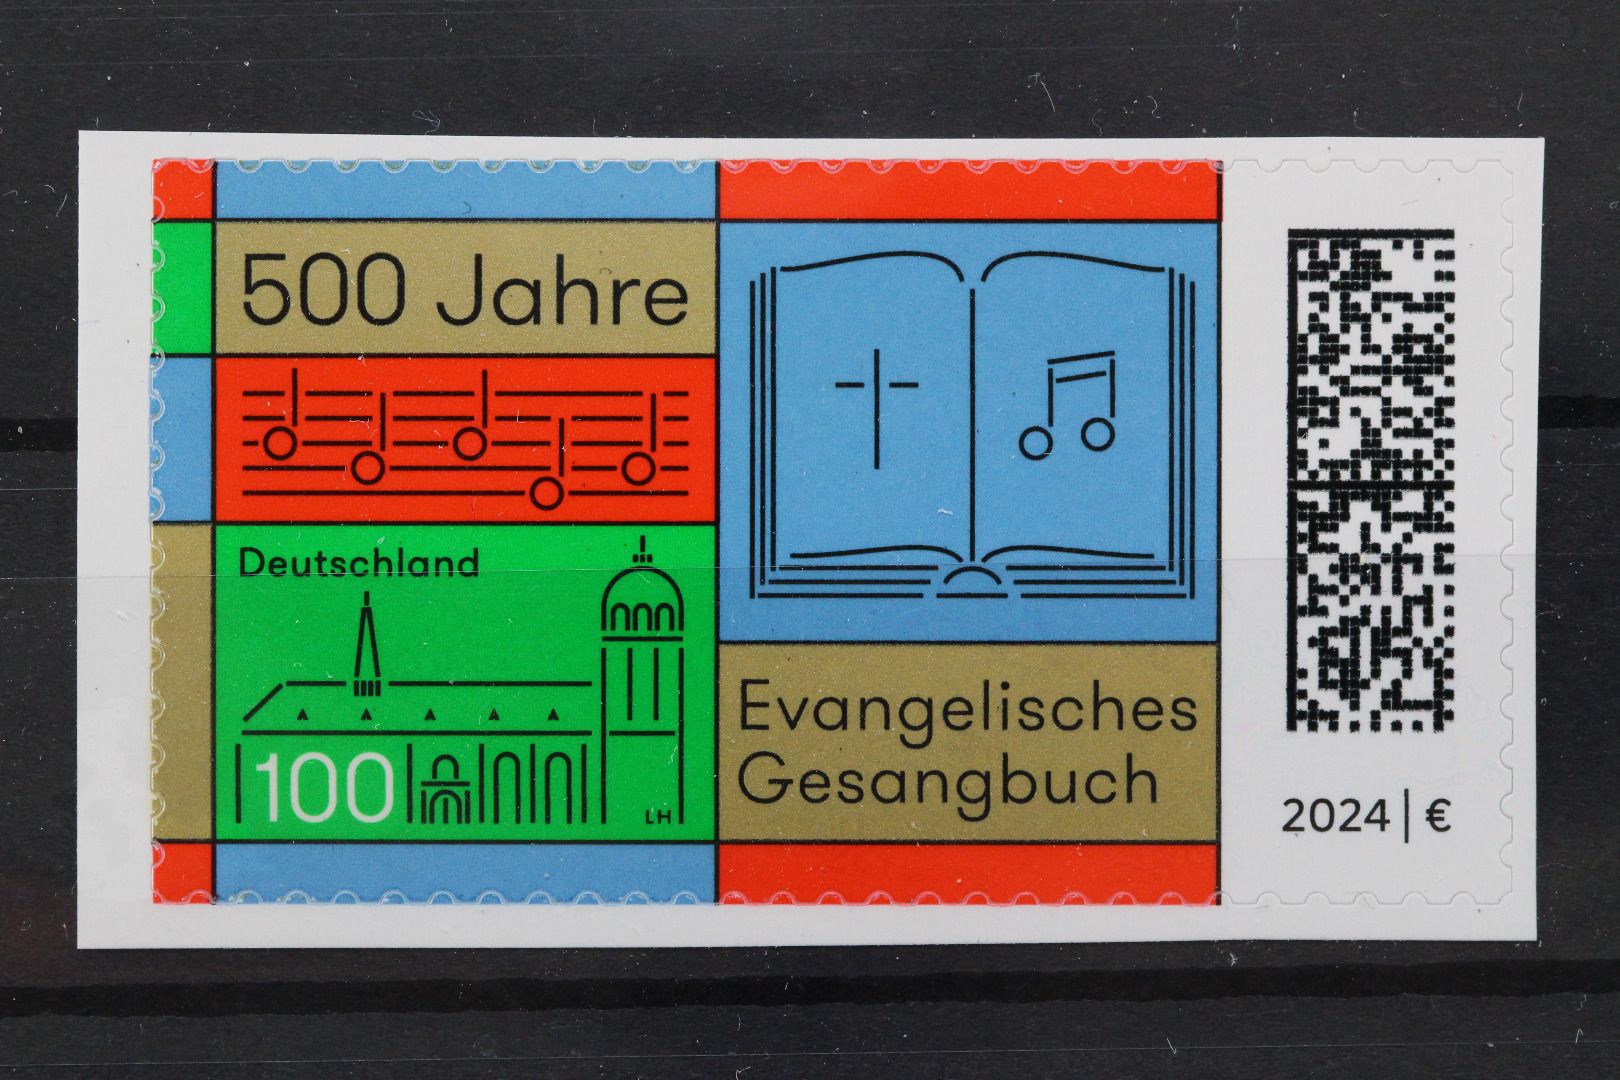 500 Jahre
Deutschland
100
LH
Evangelisches
Gesangbuch
2024 | €